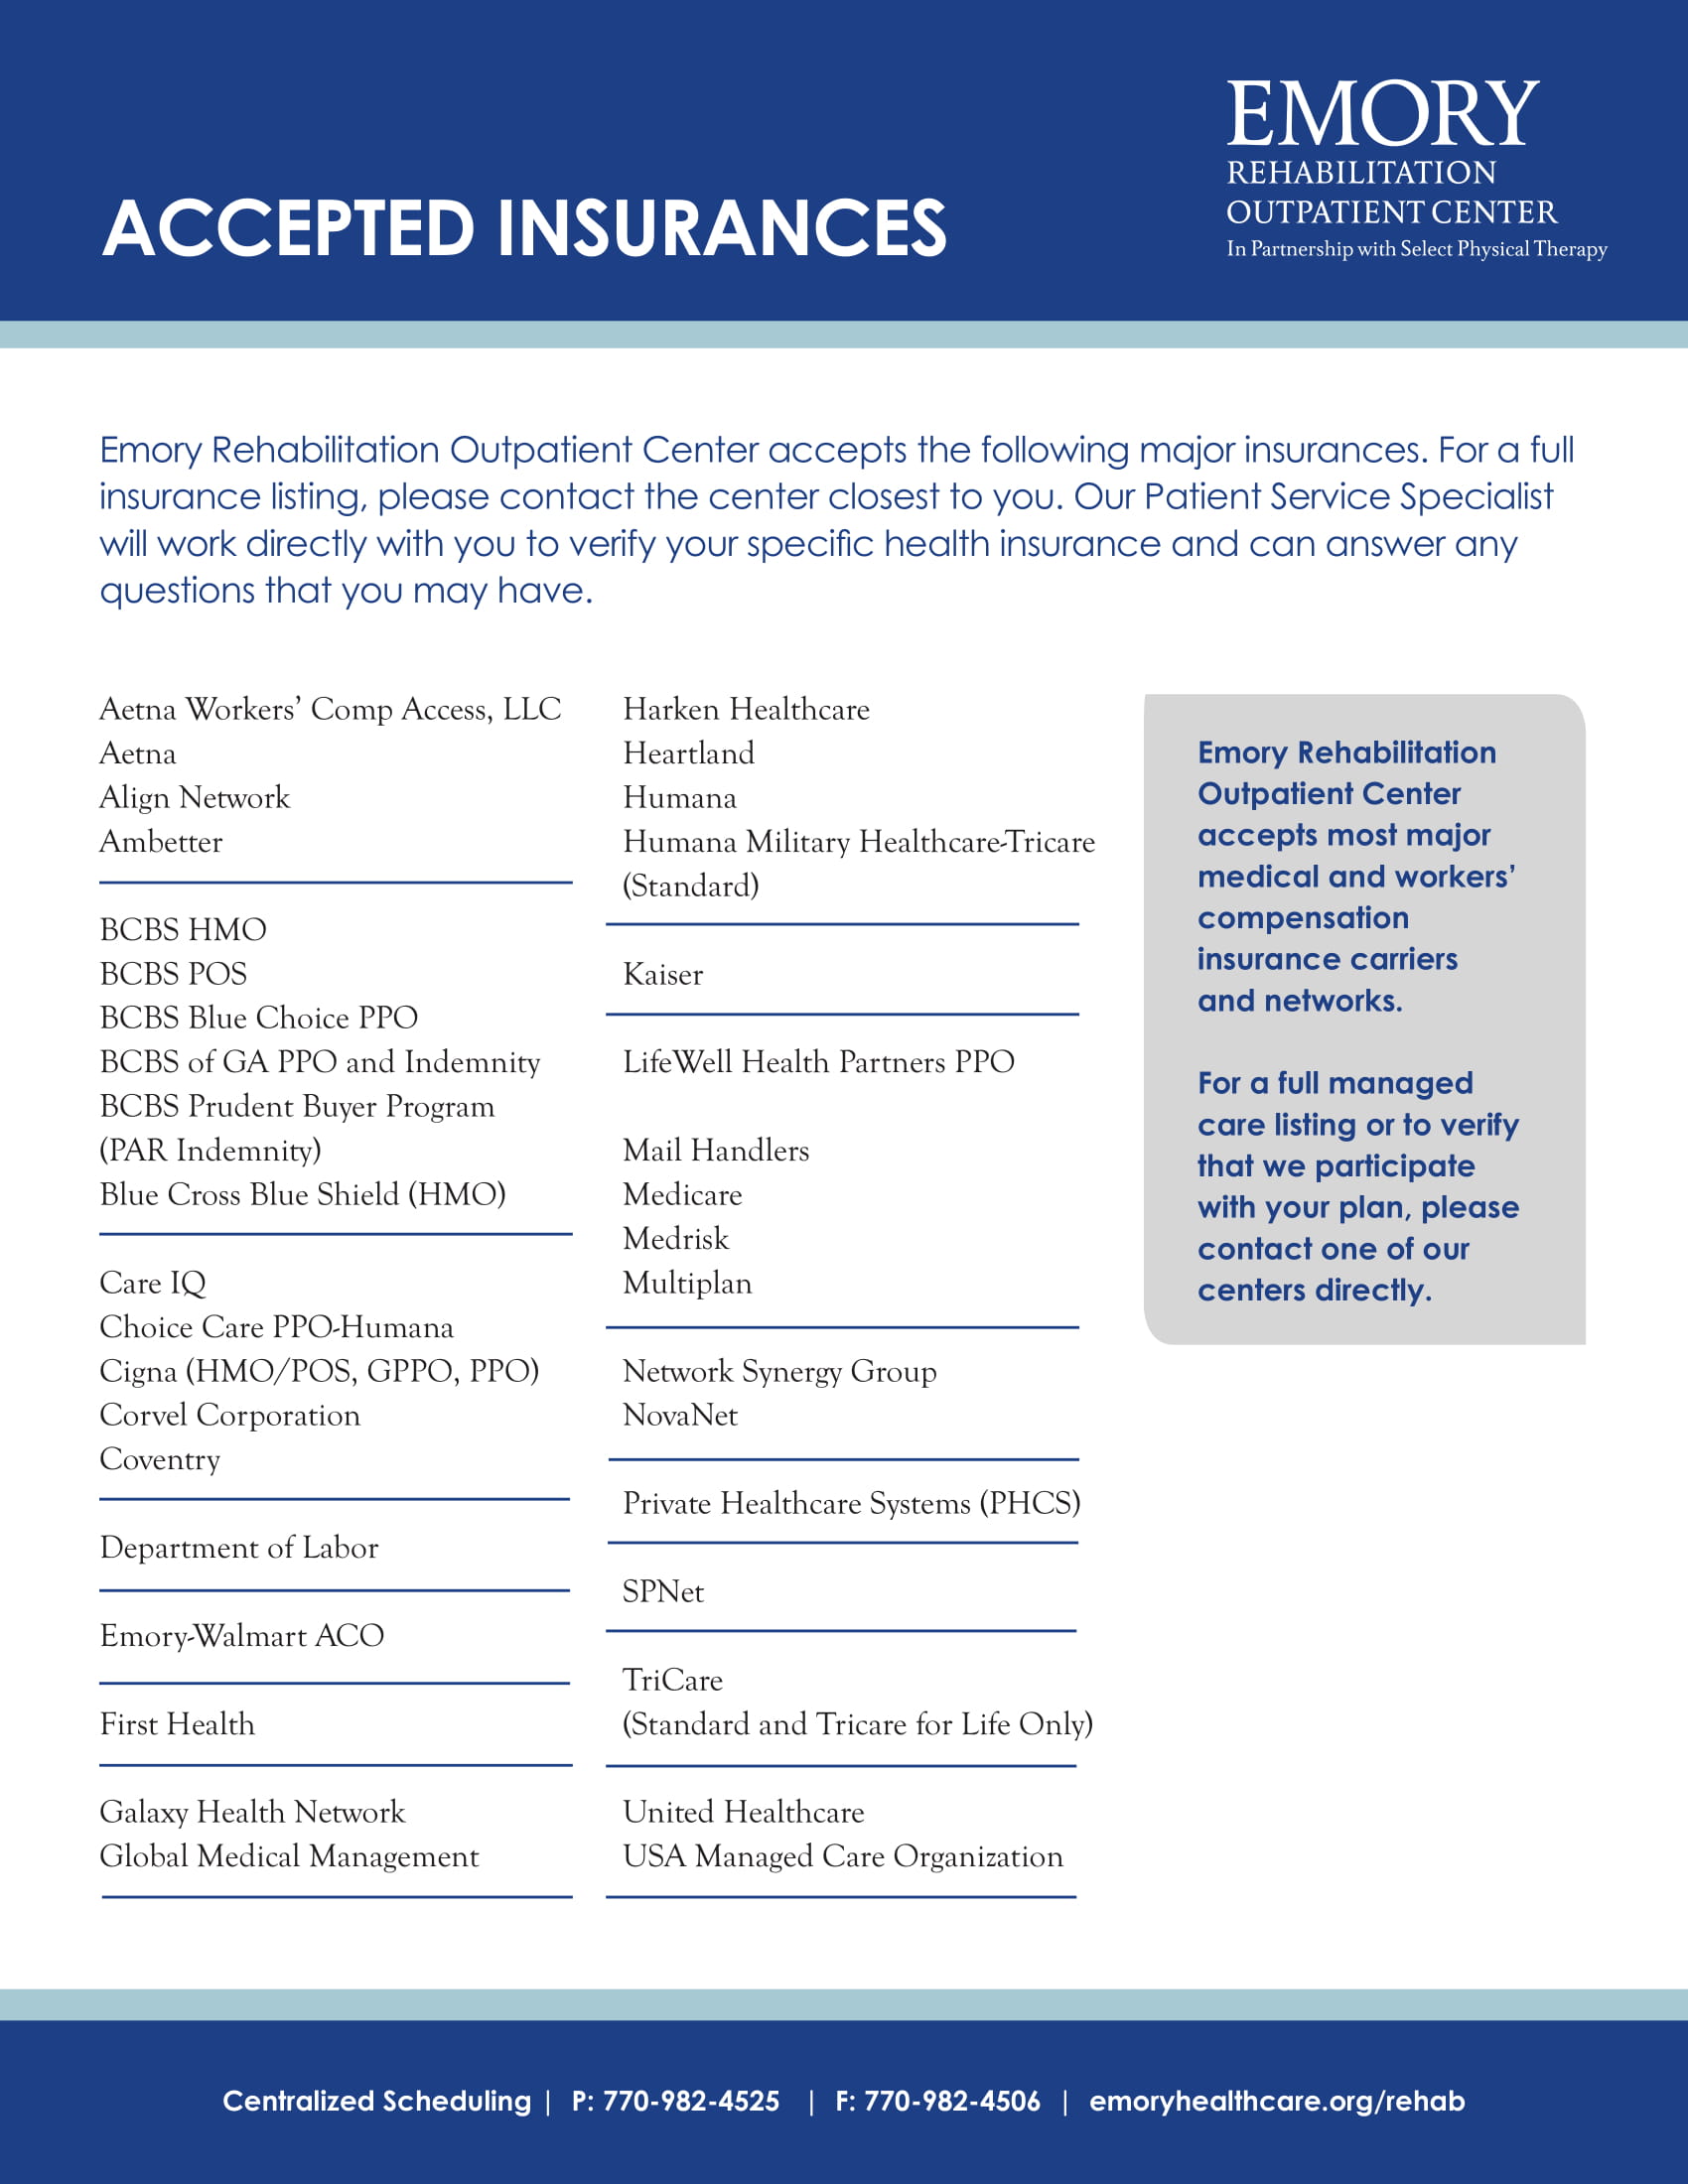 EMORY
REHABILITATION
OUTPATIENT CENTER
In Partnership with Select Physical Therapy
ACCEPTED INSURANCES
Emory Rehabilitation Outpatient Center accepts the following major insurances. For a full
insurance listing, please contact the center closest to you. Our Patient Service Specialist
will work directly with you to verify your specific health insurance and can answer any
questions that you may have.
Aetna Workers’ Comp Access, LLC
Aetna
Align Network
Ambetter
BCBS HMO
BCBS POS
BCBS Blue Choice PPO
BCBS of GA PPO and Indemnity
BCBS Prudent Buyer Program
(PAR Indemnity)
Blue Cross Blue Shield (HMO)
Care IQ
Choice Care PPO-Humana
Cigna (HMO/POS, GPPO, PPO)
Corvel Corporation
Coventry
Department of Labor
Emory-Walmart ACO
First Health
Galaxy Health Network
Global Medical Management
Harken Healthcare
Heartland
Humana
Humana Military Healthcare-Tricare
(Standard)
Kaiser
LifeWell Health Partners PPO
Mail Handlers
Medicare
Medrisk
Multiplan
Network Synergy Group
NovaNet
Private Healthcare Systems (PHCS)
SPNet
TriCare
(Standard and Tricare for Life Only)
United Healthcare
USA Managed Care Organization
Emory Rehabilitation
Outpatient Center
accepts most major
medical and workers’
compensation
insurance carriers
and networks.
For a full managed
care listing or to verify
that we participate
with your plan, please
contact one of our
centers directly.
Centralized Scheduling | P: 770-982-4525 | F: 770-982-4506 | emoryhealthcare.org/rehab